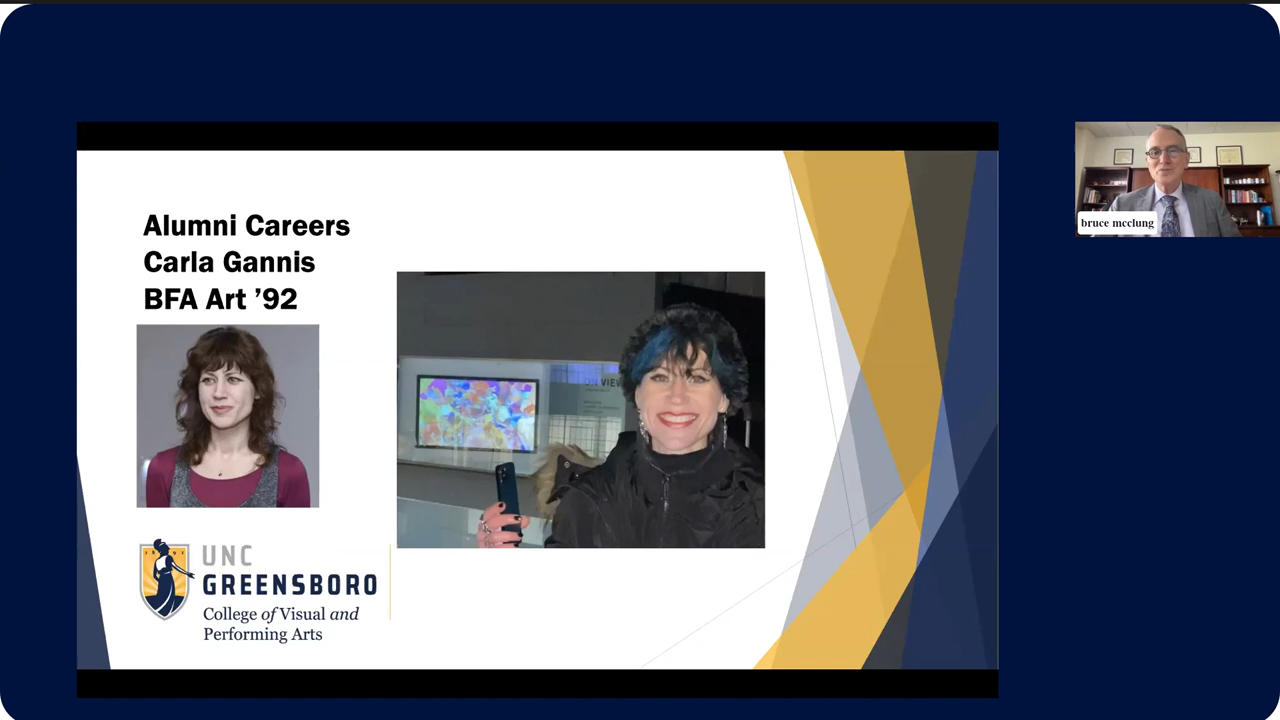 Alumni Careers
Carla Gannis
BFA Art ’92
UNC
GREENSBORO
College of Visual and
Performing Arts
bruce mcclung